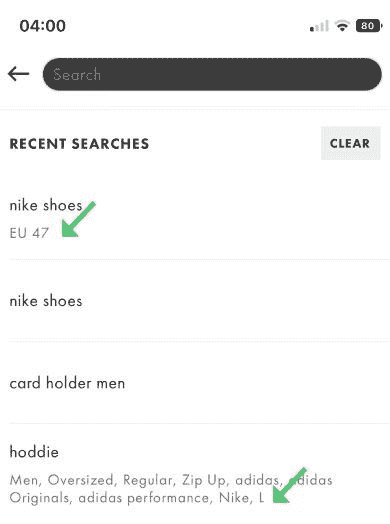 04:00
80
Search
RECENT SEARCHES
CLEAR
nike shoes
EU 47
nike shoes
card holder men
hoddie
Men, Oversized, Regular, Zip Up, adidas, adidas
Originals, adidas performance, Nike, L